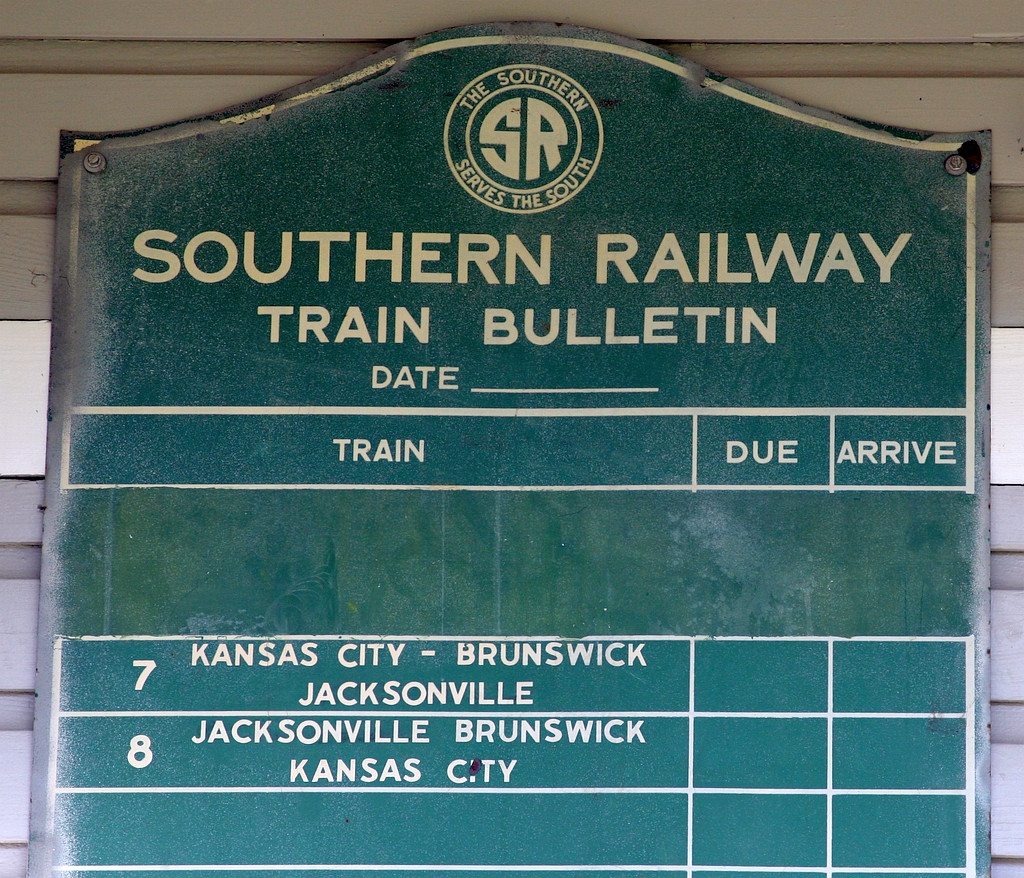 THE SOUTHERN
SR
SERVES THE SOUTH
SOUTHERN RAILWAY
TRAIN BULLETIN
DATE
TRAIN DUE ARRIVE
7 KANSAS CITY - BRUNSWICK
JACKSONVILLE
8 JACKSONVILLE BRUNSWICK
KANSAS CITY